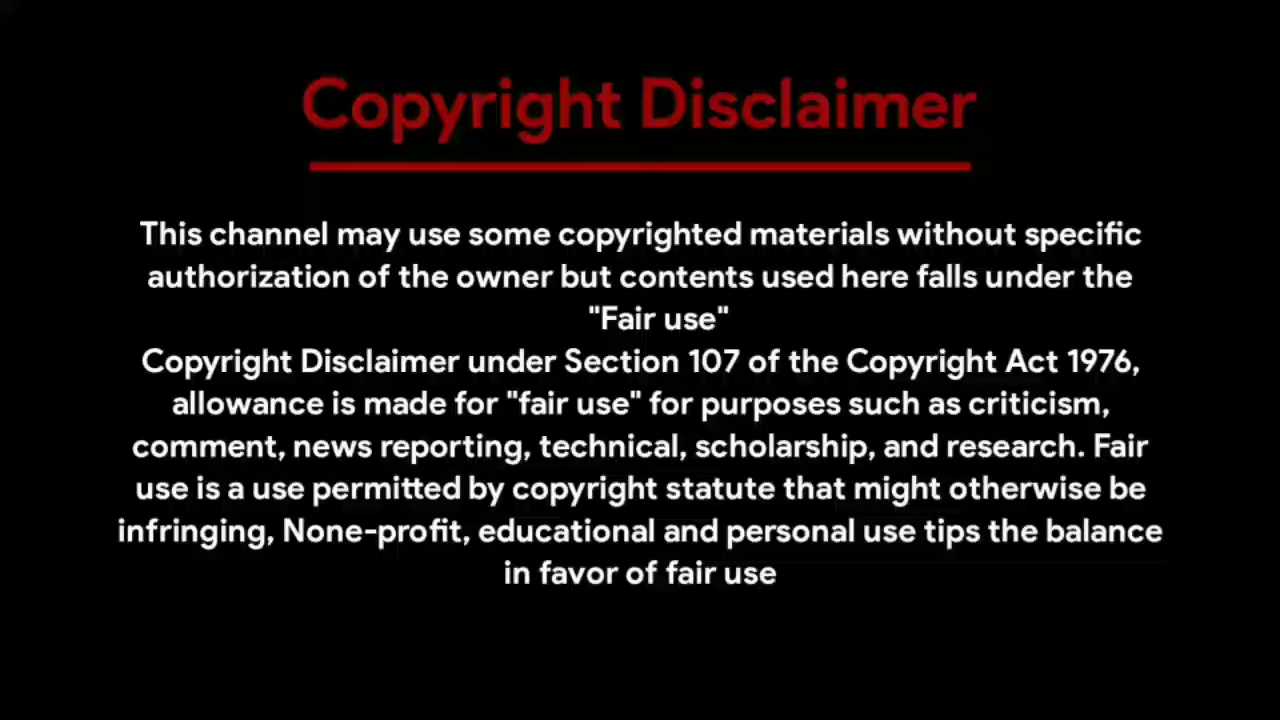 Copyright Disclaimer
This channel may use some copyrighted materials without specific
authorization of the owner but contents used here falls under the
"Fair use"
Copyright Disclaimer under Section 107 of the Copyright Act 1976,
allowance is made for "fair use" for purposes such as criticism,
comment, news reporting, technical, scholarship, and research. Fair
use is a use permitted by copyright statute that might otherwise be
infringing, None-profit, educational and personal use tips the balance
in favor of fair use